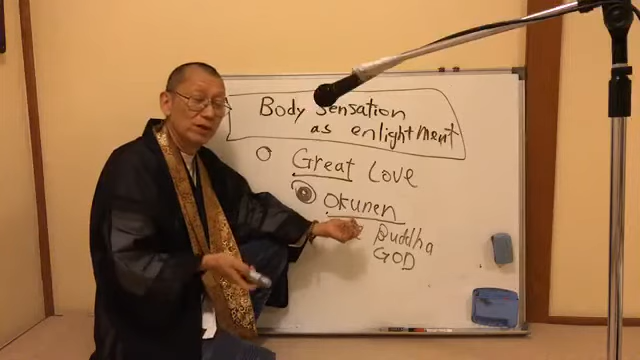 Body Sensation
as enlightment
Great Love
Okunen
Buddha
GOD